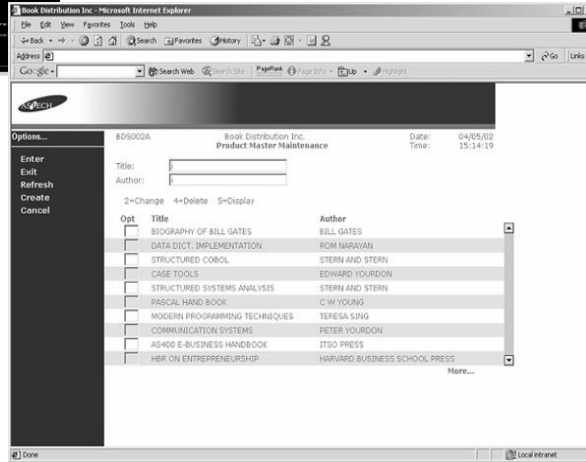 Book Distribution Inc - Microsoft Internet Explorer
File Edit View Favorites Tools Help
Back Search Favorites History
Address Go Links
Google Search Web Search Site PageRank Page Info Up Highlight
ASTECH
Options...
Enter
Exit
Refresh
Create
Cancel
BDS002A Book Distribution Inc. Date: 04/05/02
Product Master Maintenance Time: 15:14:19
Title:
Author:
2=Change 4=Delete 5=Display
Opt Title Author
BIOGRAPHY OF BILL GATES BILL GATES
DATA DICT. IMPLEMENTATION ROM NARAYAN
STRUCTURED COBOL STERN AND STERN
CASE TOOLS EDWARD YOURDON
STRUCTURED SYSTEMS ANALYSIS STERN AND STERN
PASCAL HAND BOOK C W YOUNG
MODERN PROGRAMMING TECHNIQUES TERESA SING
COMMUNICATION SYSTEMS PETER YOURDON
AS400 E-BUSINESS HANDBOOK ITSO PRESS
HBR ON ENTREPRENEURSHIP HARVARD BUSINESS SCHOOL PRESS
More...
Done Local intranet